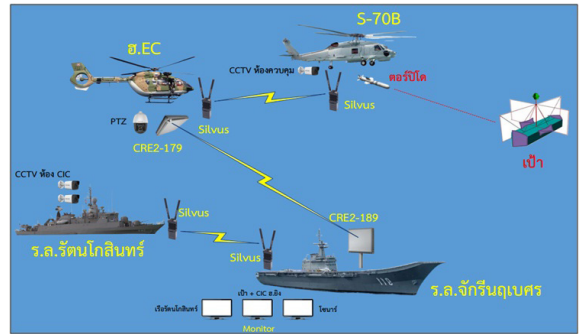 S-70B
ฮ.EC
CCTV ห้องควบคุม
ตอร์ปิโด
Silvus
Silvus
PTZ
CRE2-179
เป้า
CCTV ห้อง CIC
Silvus
CRE2-189
ร.ล.รัตนโกสินทร์
Silvus
ร.ล.จักรีนฤเบศร
เป้า + CIC ฮ.ยิง
เรือรัตนโกสินทร์
โซนาร์
Monitor